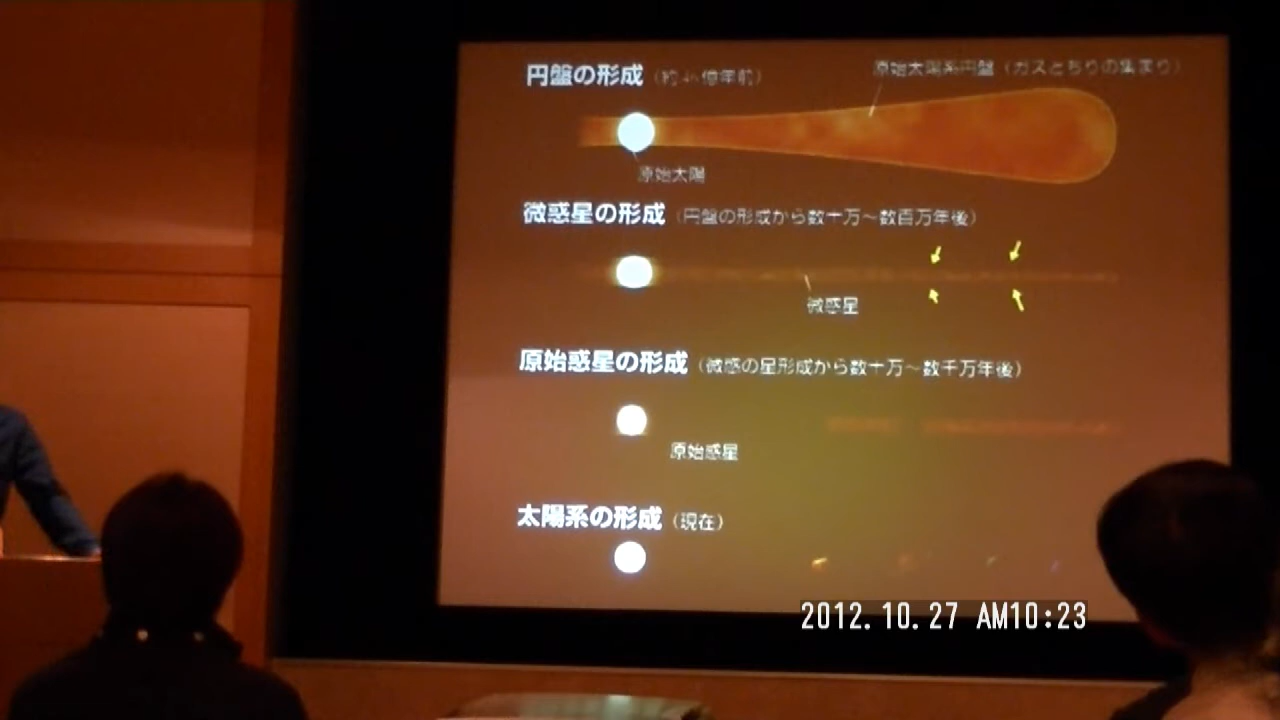 円盤の形成（約46億年前）
原始太陽系円盤（ガスとちりの集まり）
原始太陽
微惑星の形成（円盤の形成から数十万～数百万年後）
微惑星
原始惑星の形成（微惑の星形成から数十万～数千万年後）
原始惑星
太陽系の形成（現在）
2012.10.27 AM10:23